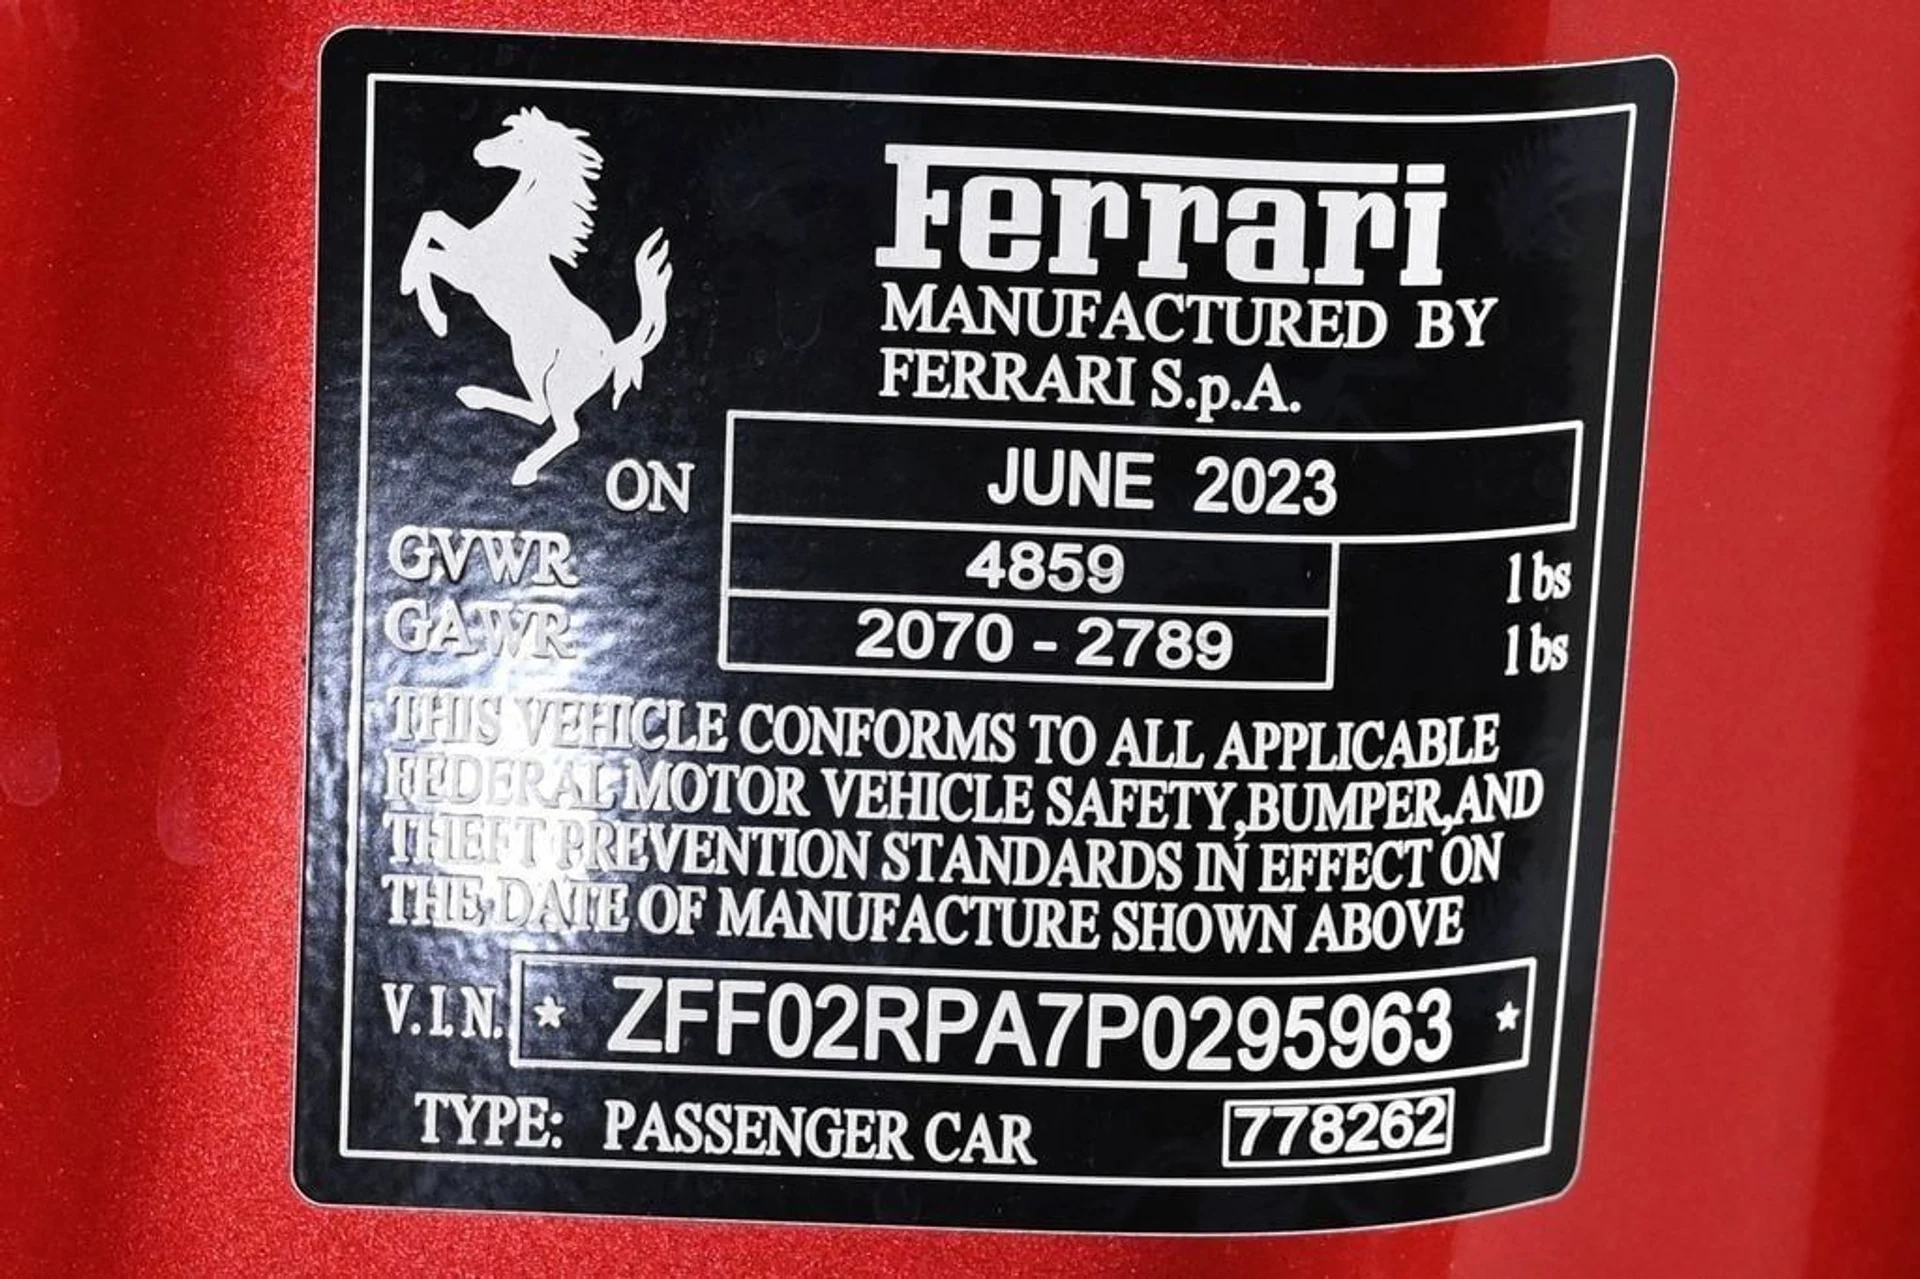 Ferrari
MANUFACTURED BY
FERRARI S.p.A.
ON JUNE 2023
GVWR 4859 lbs
GAWR 2070 - 2789 lbs
THIS VEHICLE CONFORMS TO ALL APPLICABLE
FEDERAL MOTOR VEHICLE SAFETY,BUMPER,AND
THEFT PREVENTION STANDARDS IN EFFECT ON
THE DATE OF MANUFACTURE SHOWN ABOVE
V.I.N. * ZFF02RPA7P0295963 *
TYPE: PASSENGER CAR 778262